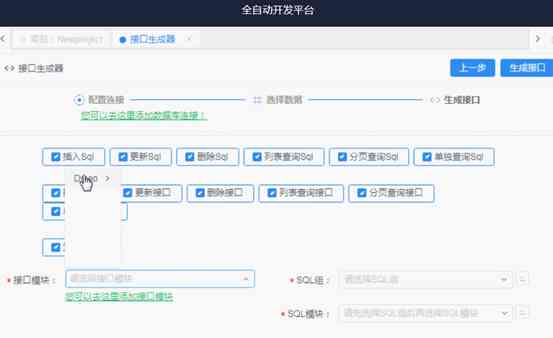 全自动开发平台
项目：Newproject
接口生成器
接口生成器
上一步
生成接口
配置连接
选择数据
生成接口
您可以去这里添加数据库连接！
插入Sql
更新Sql
删除Sql
列表查询Sql
分页查询Sql
单独查询Sql
更新接口
删除接口
列表查询接口
分页查询接口
* 接口模块：
请选择接口模块
您可以去这里添加接口模块
* SQL组：
请选择SQL组
* SQL模块：
请先选择SQL组后再选择SQL模块